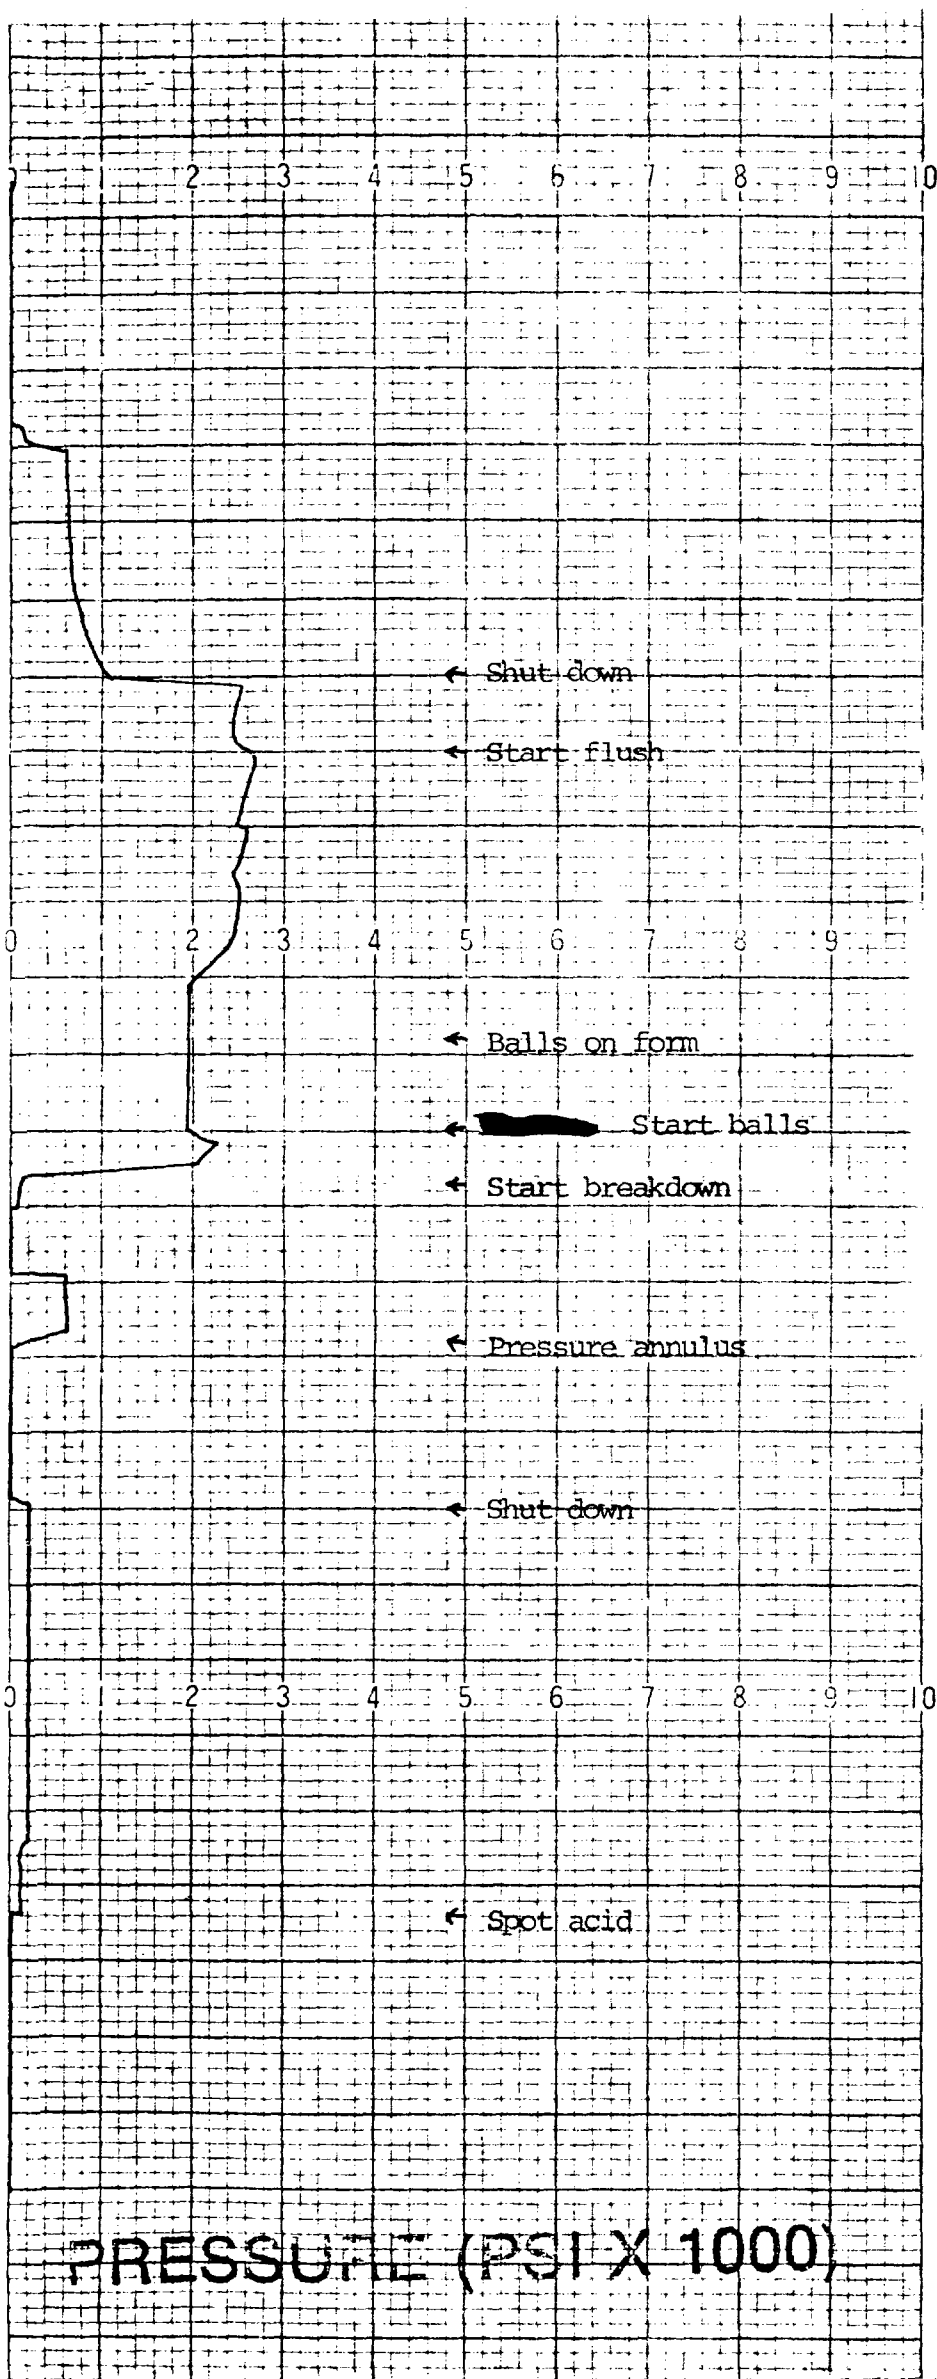 2 3 4 5 6 7 8 9 10
← Shut down
← Start flush
0 2 3 4 5 6 7 8 9
← Balls on form
← Start balls
← Start breakdown
← Pressure annulus
← Shut down
0 2 3 4 5 6 7 8 9 10
← Spot acid
PRESSURE (PSI X 1000)